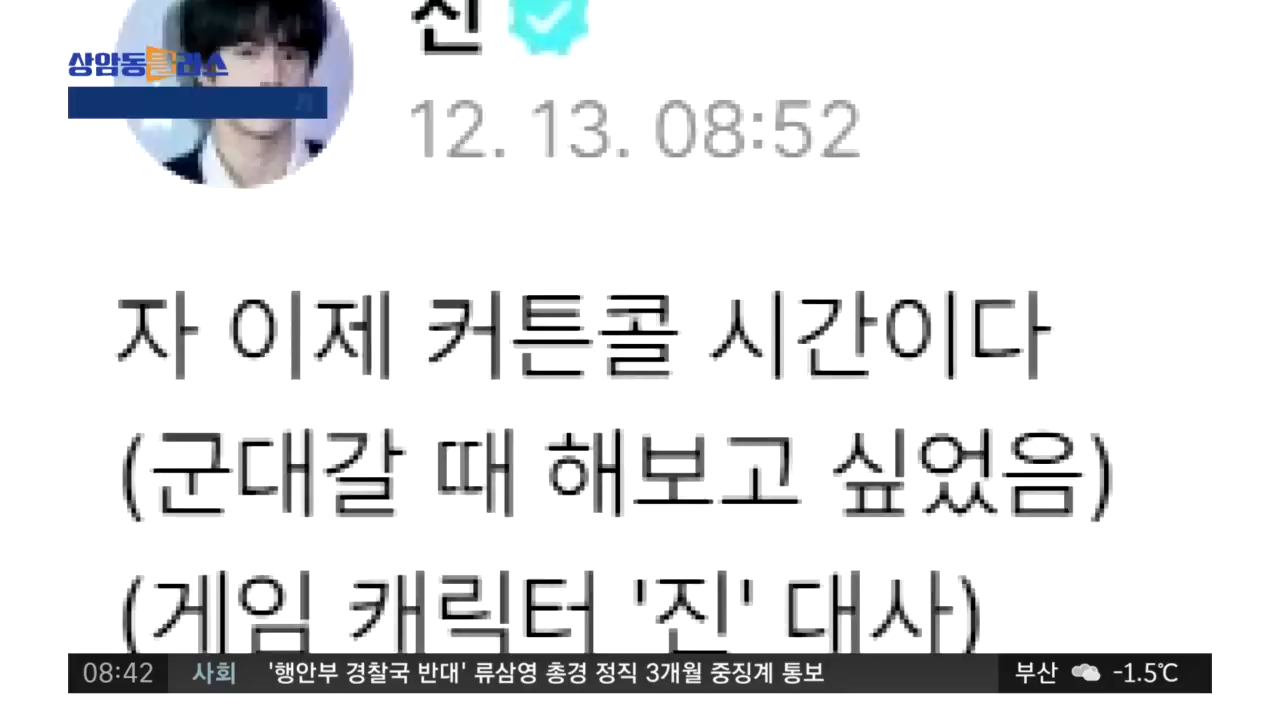 진
상암동클라스
12. 13. 08:52
자 이제 커튼콜 시간이다
(군대갈 때 해보고 싶었음)
(게임 캐릭터 '진' 대사)
08:42 사회 '행안부 경찰국 반대' 류삼영 총경 정직 3개월 중징계 통보 부산 -1.5℃